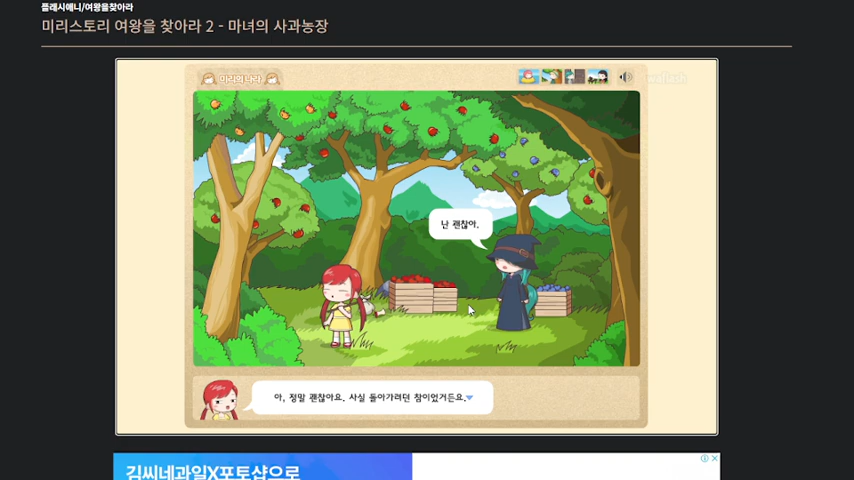 플래시애니/여왕을찾아라
미리스토리 여왕을 찾아라 2 - 마녀의 사과농장
미리의 나라
난 괜찮아.
아, 정말 괜찮아요. 사실 돌아가려던 참이었거든요.
김씨네과일X포토샵으로